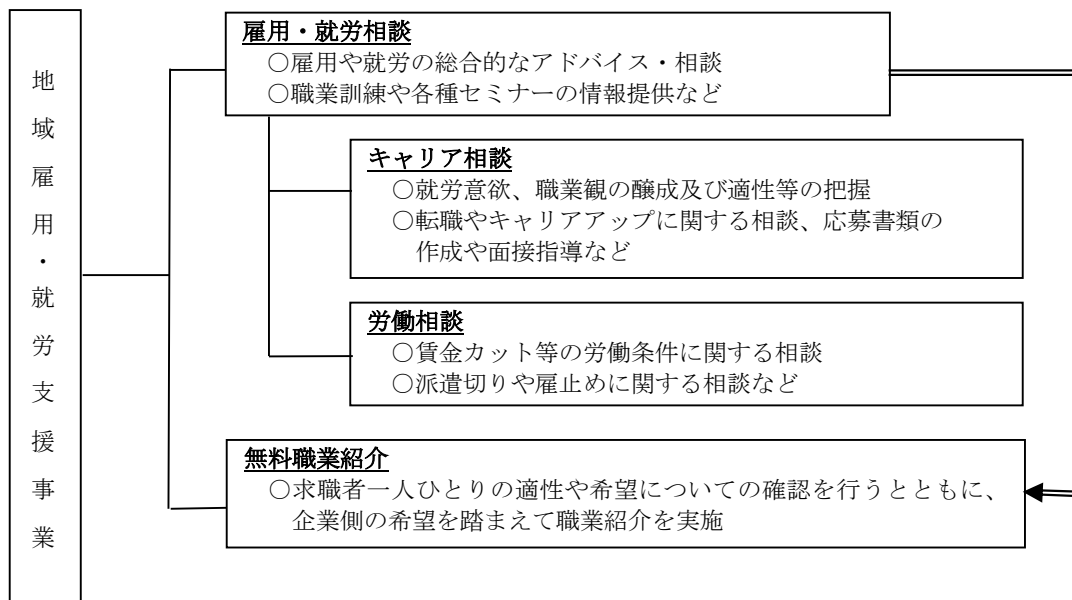 地域雇用・就労支援事業
雇用・就労相談
○雇用や就労の総合的なアドバイス・相談
○職業訓練や各種セミナーの情報提供など
キャリア相談
○就労意欲、職業観の醸成及び適性等の把握
○転職やキャリアアップに関する相談、応募書類の
作成や面接指導など
労働相談
○賃金カット等の労働条件に関する相談
○派遣切りや雇止めに関する相談など
無料職業紹介
○求職者一人ひとりの適性や希望についての確認を行うとともに、
企業側の希望を踏まえて職業紹介を実施